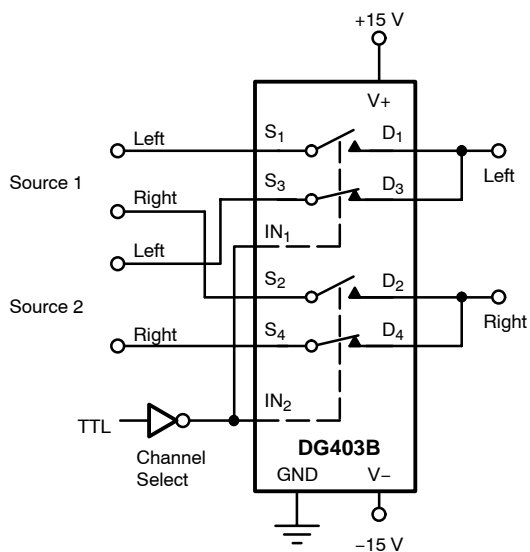 +15 V
V+
Left
S1
D1
Source 1
Left
S3
D3
Right
IN1
Left
S2
D2
Source 2
Right
Right
S4
D4
TTL
IN2
Channel
Select
DG403B
GND
V−
−15 V